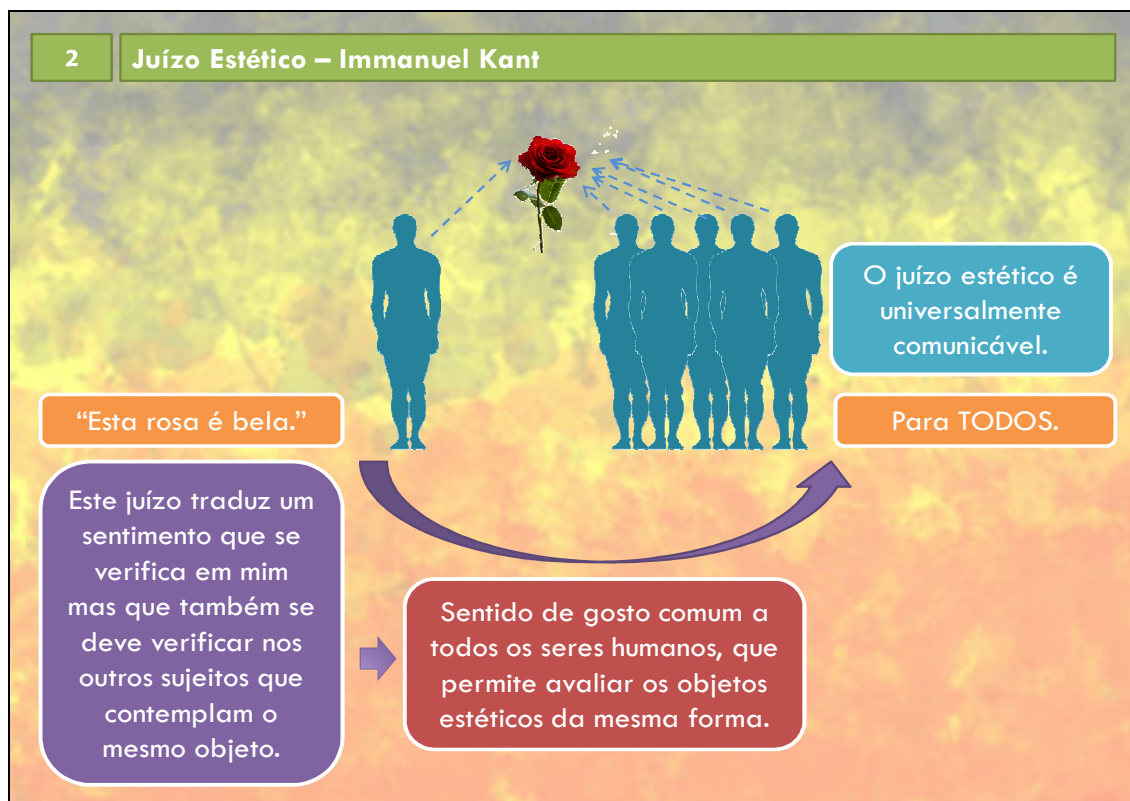 2
Juízo Estético – Immanuel Kant
O juízo estético é
universalmente
comunicável.
“Esta rosa é bela.”
Para TODOS.
Este juízo traduz um
sentimento que se
verifica em mim
mas que também se
deve verificar nos
outros sujeitos que
contemplam o
mesmo objeto.
Sentido de gosto comum a
todos os seres humanos, que
permite avaliar os objetos
estéticos da mesma forma.